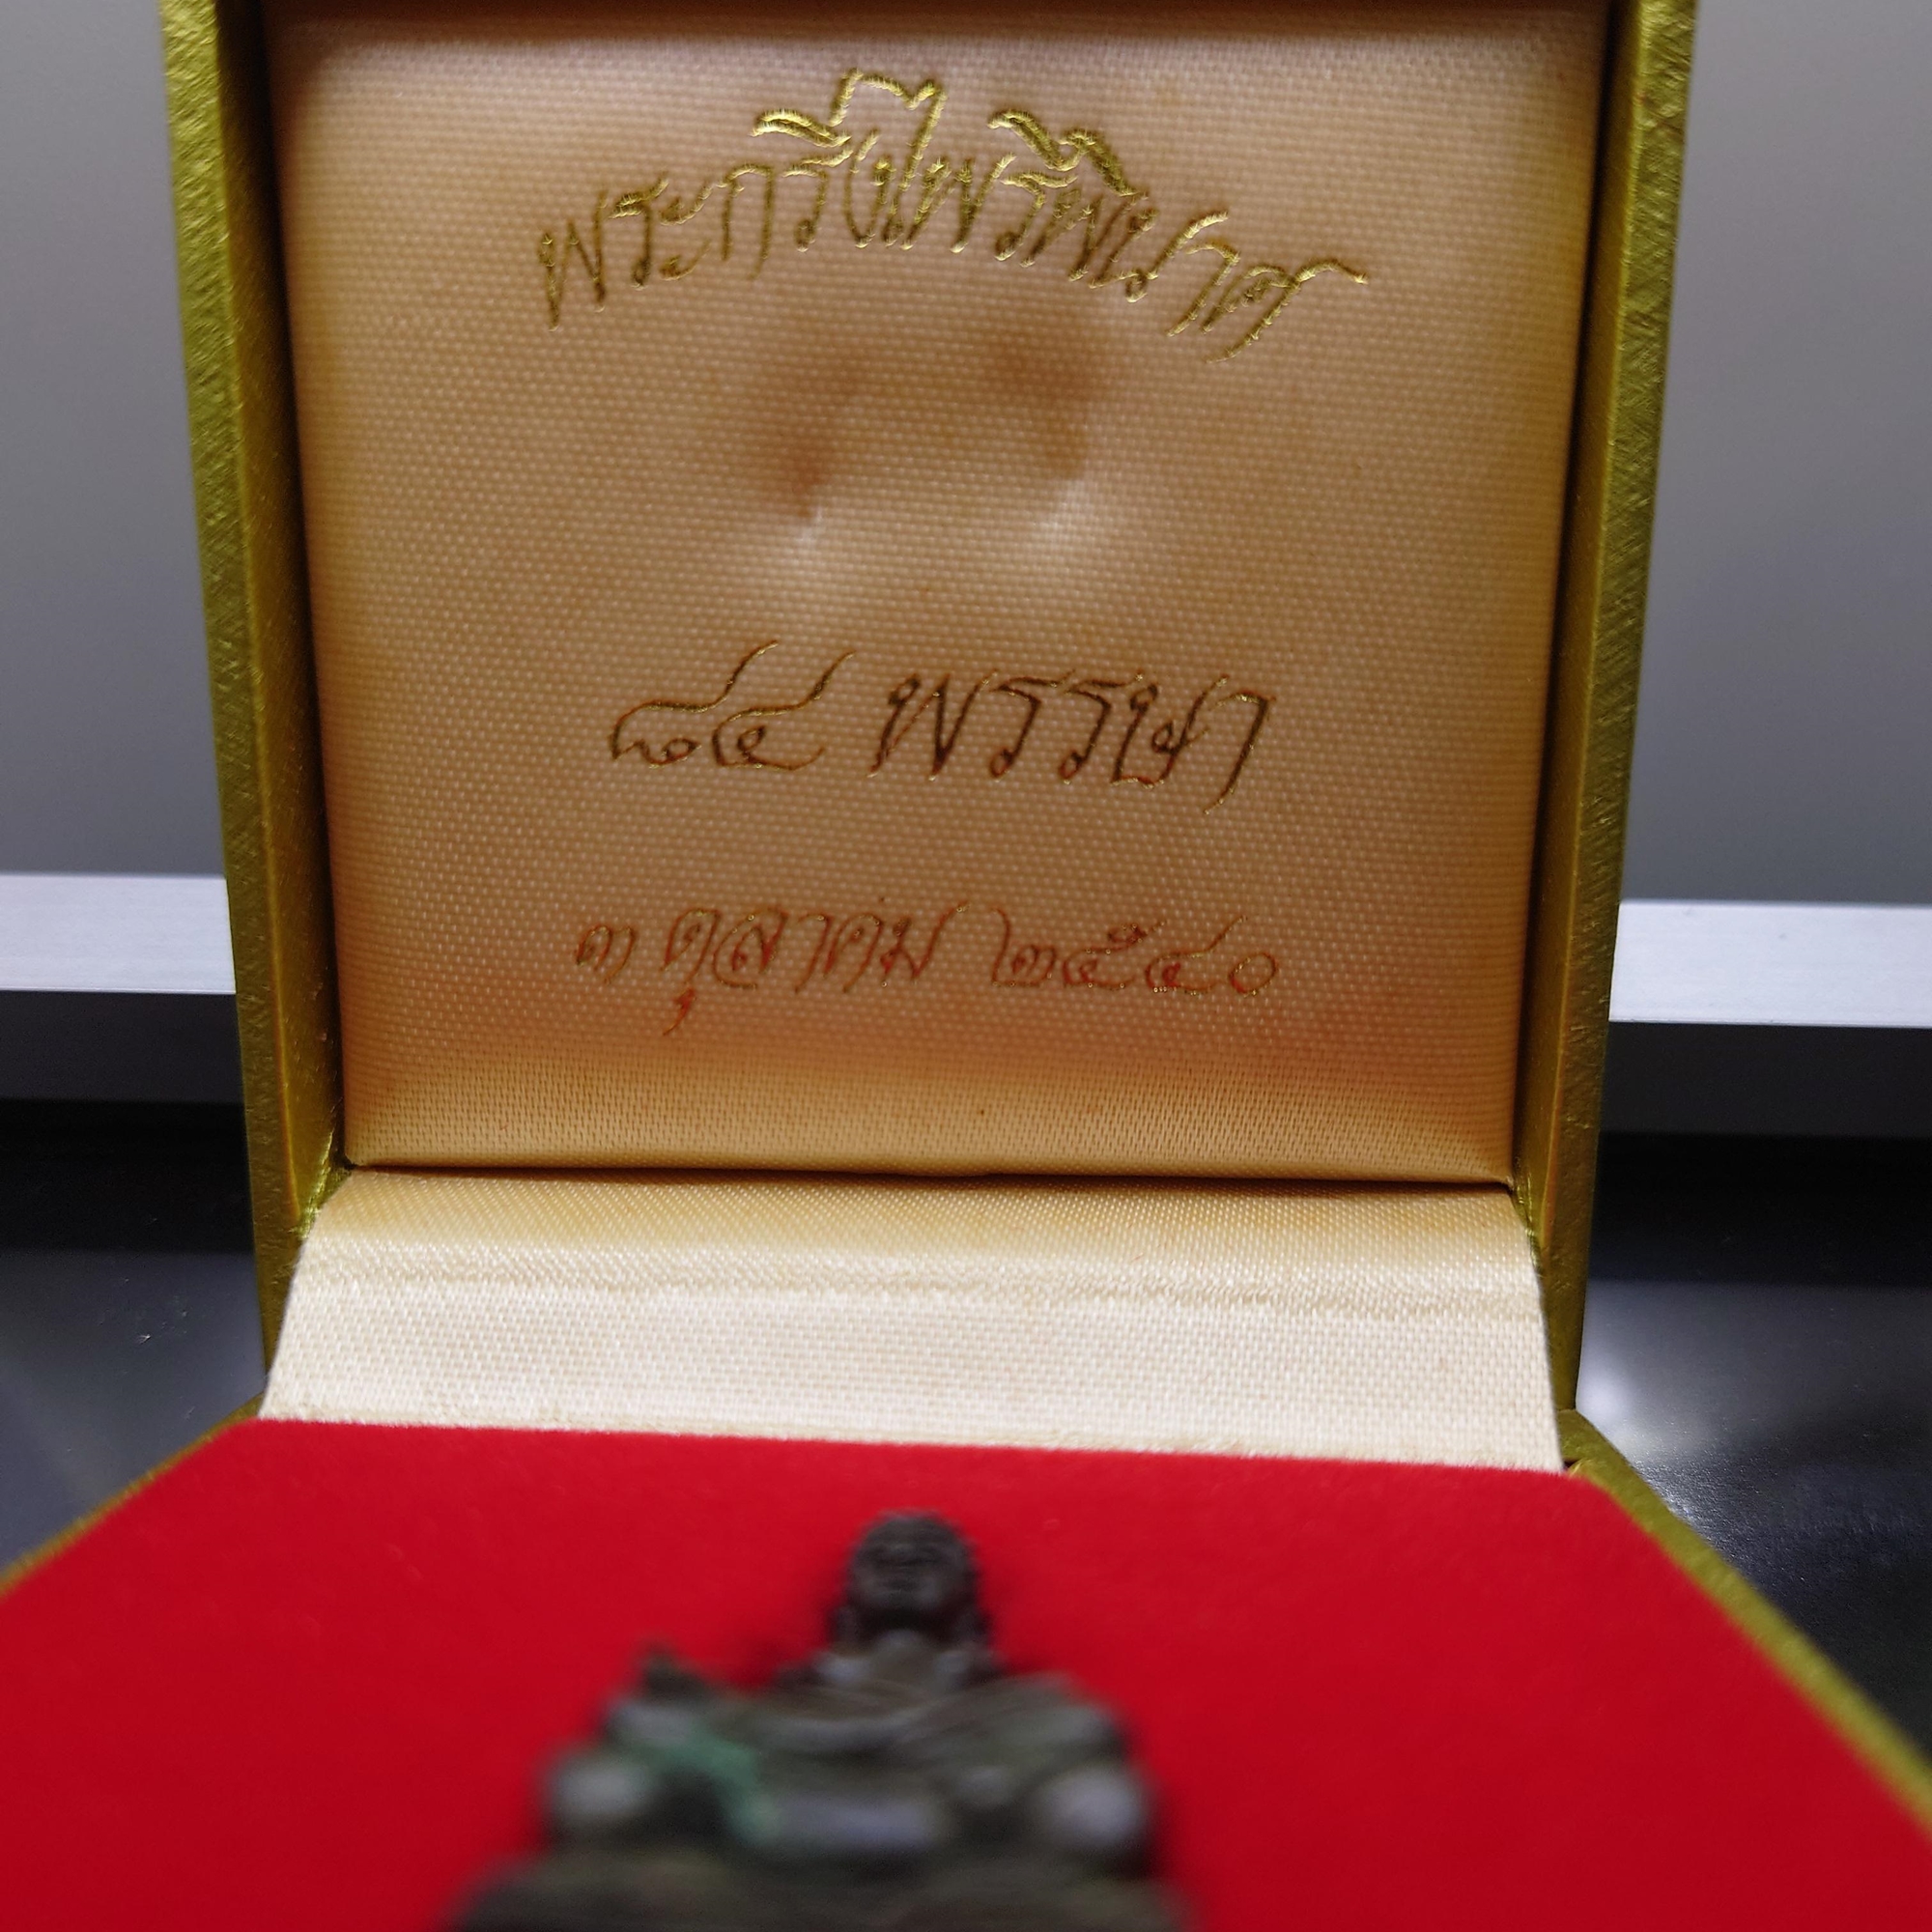 พระกริ่งไพรีพินาศ
๘๔ พรรษา
๓ ตุลาคม ๒๕๔๐